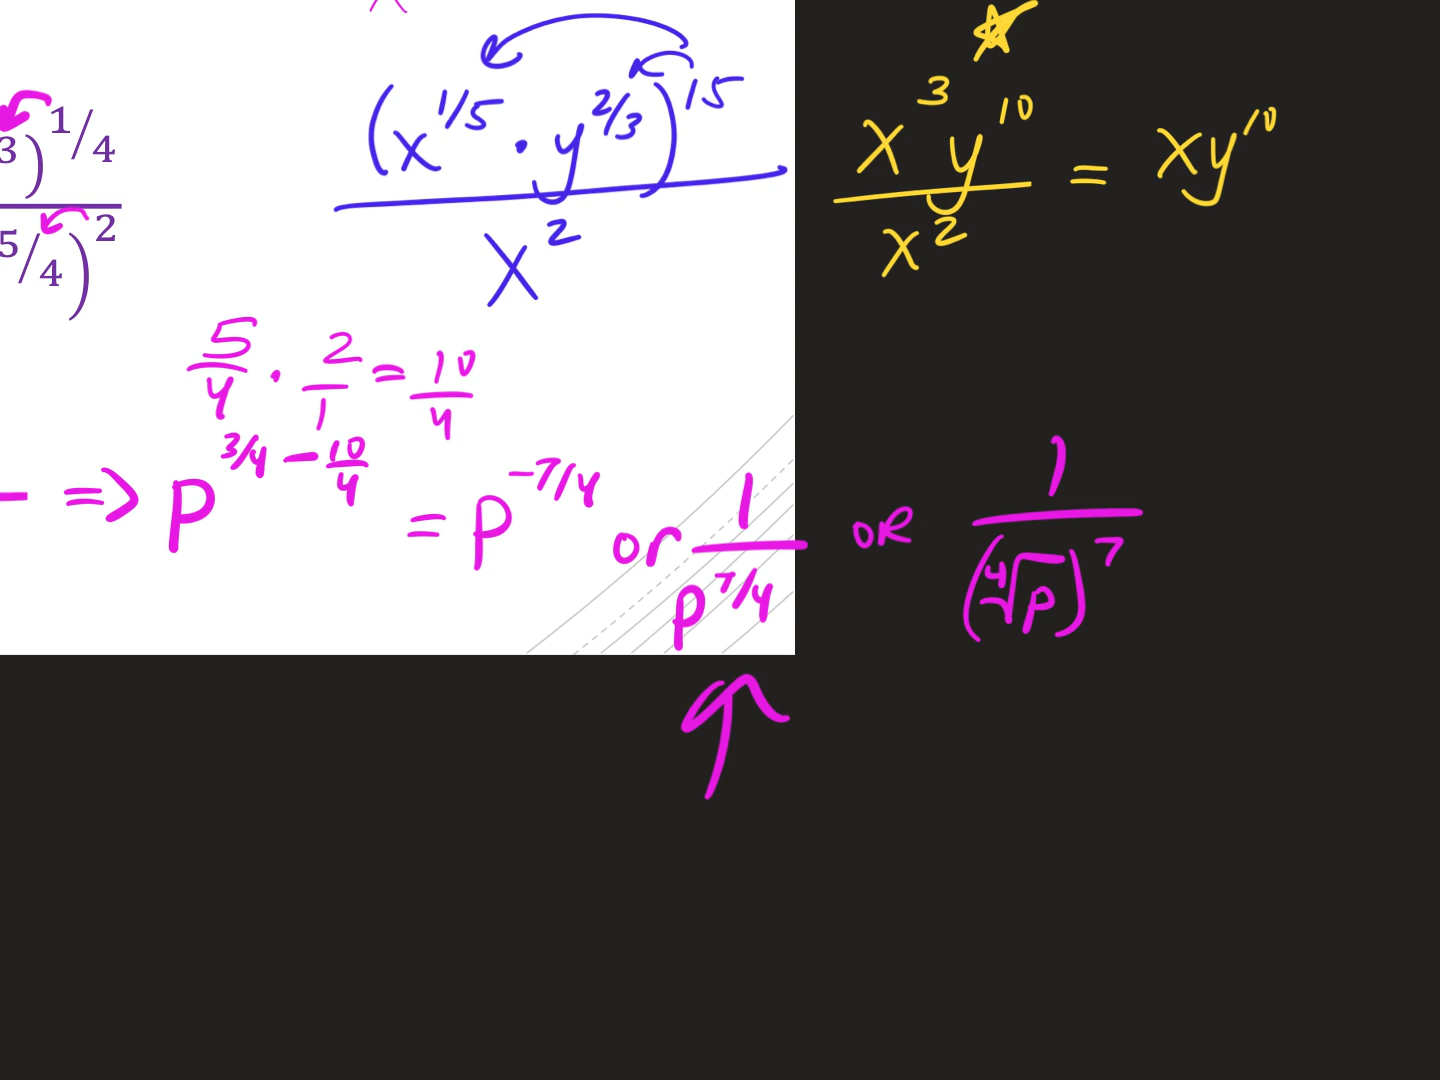 (x^{1/5} · y^{2/3})^{15} / x^2
x^3 y^{10} / x^2 = xy^{10}
3)^{1/4}
5/4)^2
5/4 · 2/1 = 10/4
=> p^{3/4 - 10/4} = p^{-7/4} or 1/p^{7/4} OR 1/(∜p)^7